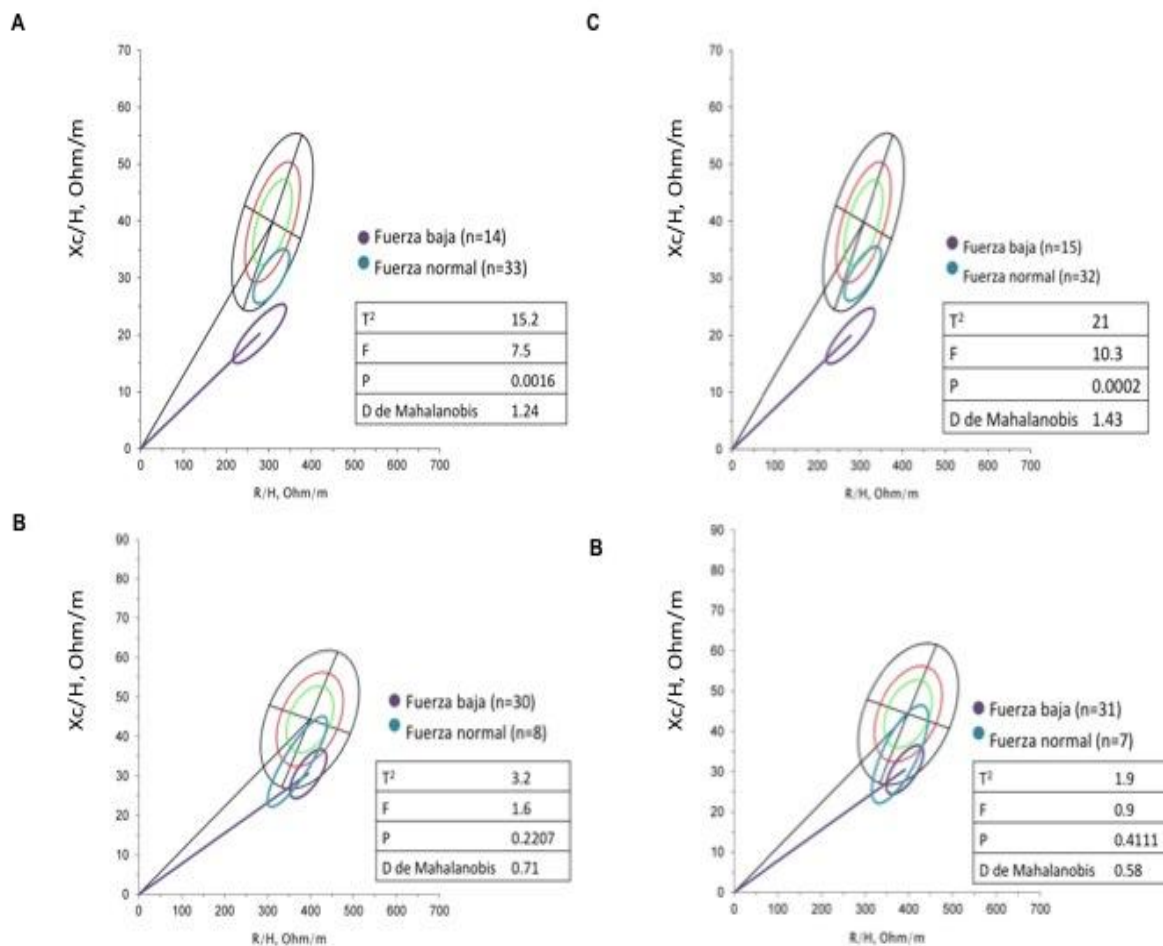 A
Xc/H, Ohm/m
70
60
50
40
30
20
10
0
0 100 200 300 400 500 600 700
R/H, Ohm/m
Fuerza baja (n=14)
Fuerza normal (n=33)
T² 15.2
F 7.5
P 0.0016
D de Mahalanobis 1.24
C
Xc/H, Ohm/m
70
60
50
40
30
20
10
0
0 100 200 300 400 500 600 700
R/H, Ohm/m
Fuerza baja (n=15)
Fuerza normal (n=32)
T² 21
F 10.3
P 0.0002
D de Mahalanobis 1.43
B
Xc/H, Ohm/m
90
80
70
60
50
40
30
20
10
0
0 100 200 300 400 500 600 700
R/H, Ohm/m
Fuerza baja (n=30)
Fuerza normal (n=8)
T² 3.2
F 1.6
P 0.2207
D de Mahalanobis 0.71
B
Xc/H, Ohm/m
90
80
70
60
50
40
30
20
10
0
0 100 200 300 400 500 600 700
R/H, Ohm/m
Fuerza baja (n=31)
Fuerza normal (n=7)
T² 1.9
F 0.9
P 0.4111
D de Mahalanobis 0.58